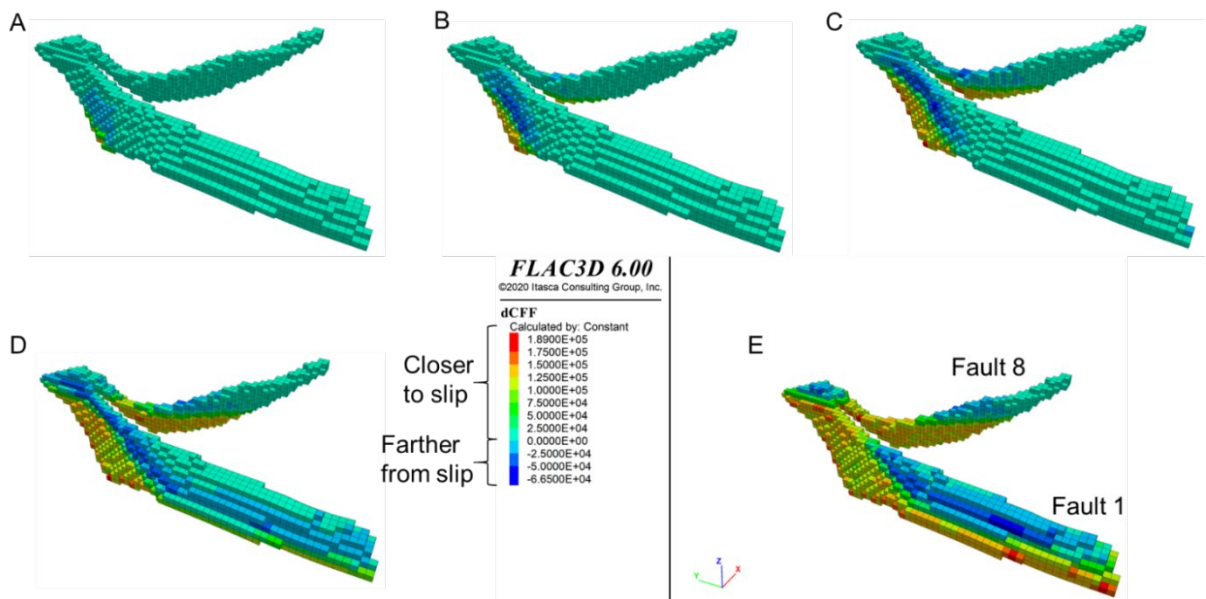 A
B
C
D
FLAC3D 6.00
©2020 Itasca Consulting Group, Inc.
dCFF
Calculated by: Constant
1.8900E+05
1.7500E+05
1.5000E+05
1.2500E+05
1.0000E+05
7.5000E+04
5.0000E+04
2.5000E+04
0.0000E+00
-2.5000E+04
-5.0000E+04
-6.6500E+04
Closer
to slip
Farther
from slip
E
Fault 8
Fault 1
Z
Y
X